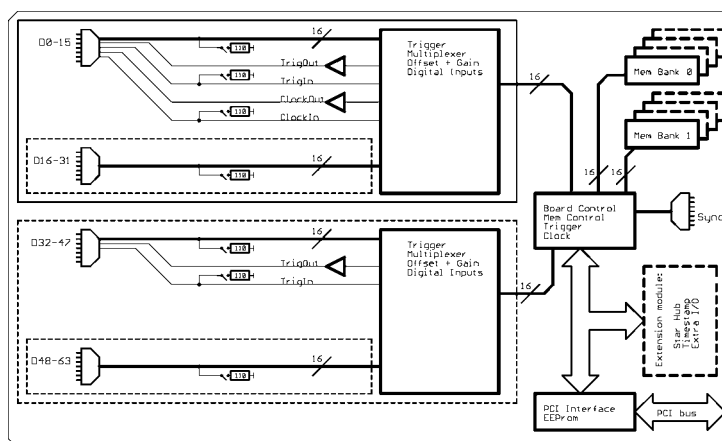 D0-15
16
110
TrigOut
110
TrigIn
ClockOut
110
ClockIn
Trigger
Multiplexer
Offset + Gain
Digital Inputs
16
D16-31
16
110
Mem Bank 0
Mem Bank 1
16
16
Board Control
Mem Control
Trigger
Clock
Sync
D32-47
16
110
TrigOut
110
TrigIn
Trigger
Multiplexer
Offset + Gain
Digital Inputs
16
D48-63
16
110
Extension module:
Star Hub
Timestamp
Extra I/O
PCI Interface
EEProm
PCI bus